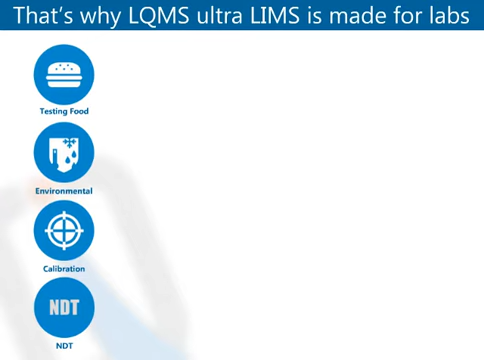 That's why LQMS ultra LIMS is made for labs
Testing Food
Environmental
Calibration
NDT
NDT